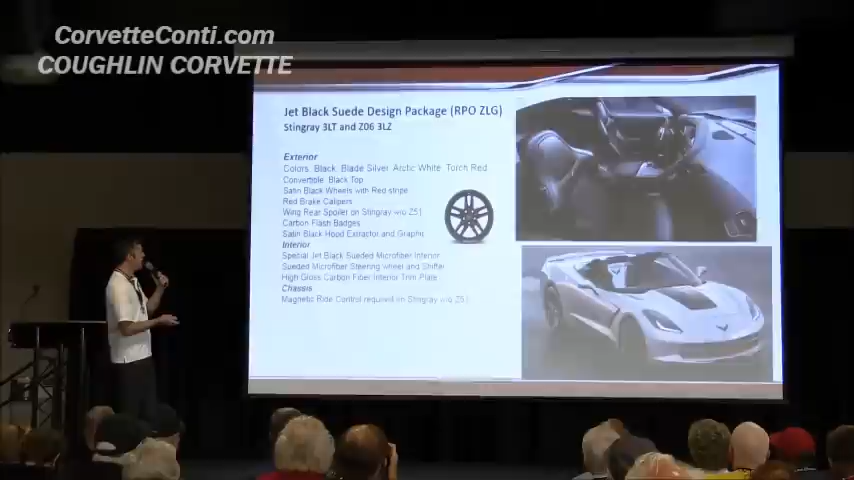 CorvetteConti.com
COUGHLIN CORVETTE
Jet Black Suede Design Package (RPO ZLG)
Stingray 3LT and Z06 3LZ
Exterior
Colors: Black, Blade Silver, Arctic White, Torch Red
Convertible: Black Top
Satin Black Wheels with Red stripe
Red Brake Calipers
Wing Rear Spoiler on Stingray w/o Z51
Carbon Flash Badges
Satin Black Hood Extractor and Graphic
Interior
Special Jet Black Sueded Microfiber Interior
Sueded Microfiber Steering wheel and Shifter
High Gloss Carbon Fiber Interior Trim Plate
Chassis
Magnetic Ride Control required on Stingray w/o Z51